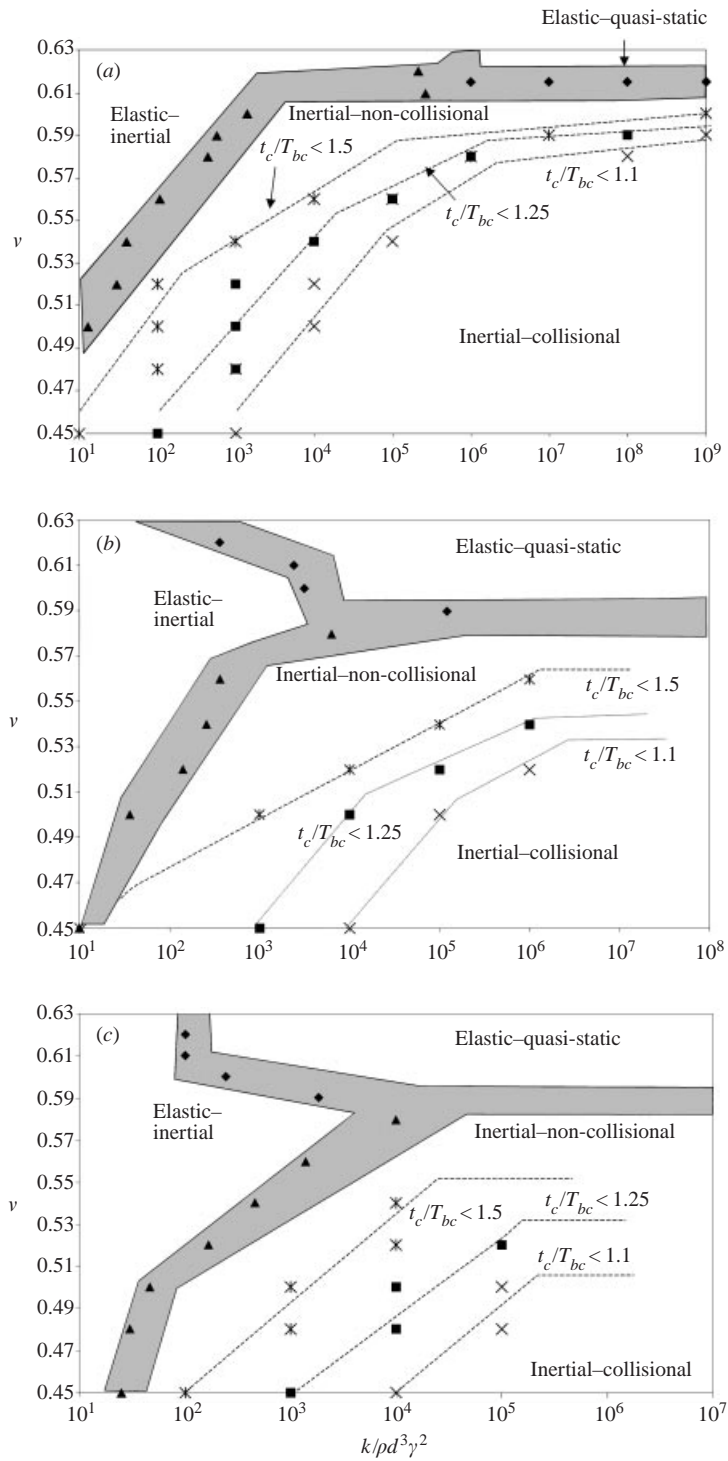 Elastic–quasi-static
0.63
(a)
0.61
Elastic–
inertial
Inertial–non-collisional
0.59
t_c/T_bc < 1.5
t_c/T_bc < 1.1
0.57
t_c/T_bc < 1.25
0.55
ν
0.53
0.51
0.49
Inertial–collisional
0.47
0.45
10^1 10^2 10^3 10^4 10^5 10^6 10^7 10^8 10^9
0.63
(b)
Elastic–quasi-static
0.61
Elastic–
inertial
0.59
0.57
Inertial–non-collisional
t_c/T_bc < 1.5
0.55
ν
0.53
t_c/T_bc < 1.1
0.51
t_c/T_bc < 1.25
0.49
Inertial–collisional
0.47
0.45
10^1 10^2 10^3 10^4 10^5 10^6 10^7 10^8
0.63
(c)
Elastic–quasi-static
0.61
0.59
Elastic–
inertial
Inertial–non-collisional
0.57
0.55
t_c/T_bc < 1.5
t_c/T_bc < 1.25
ν
0.53
t_c/T_bc < 1.1
0.51
0.49
0.47
Inertial–collisional
0.45
10^1 10^2 10^3 10^4 10^5 10^6 10^7
k/ρd^3γ^2